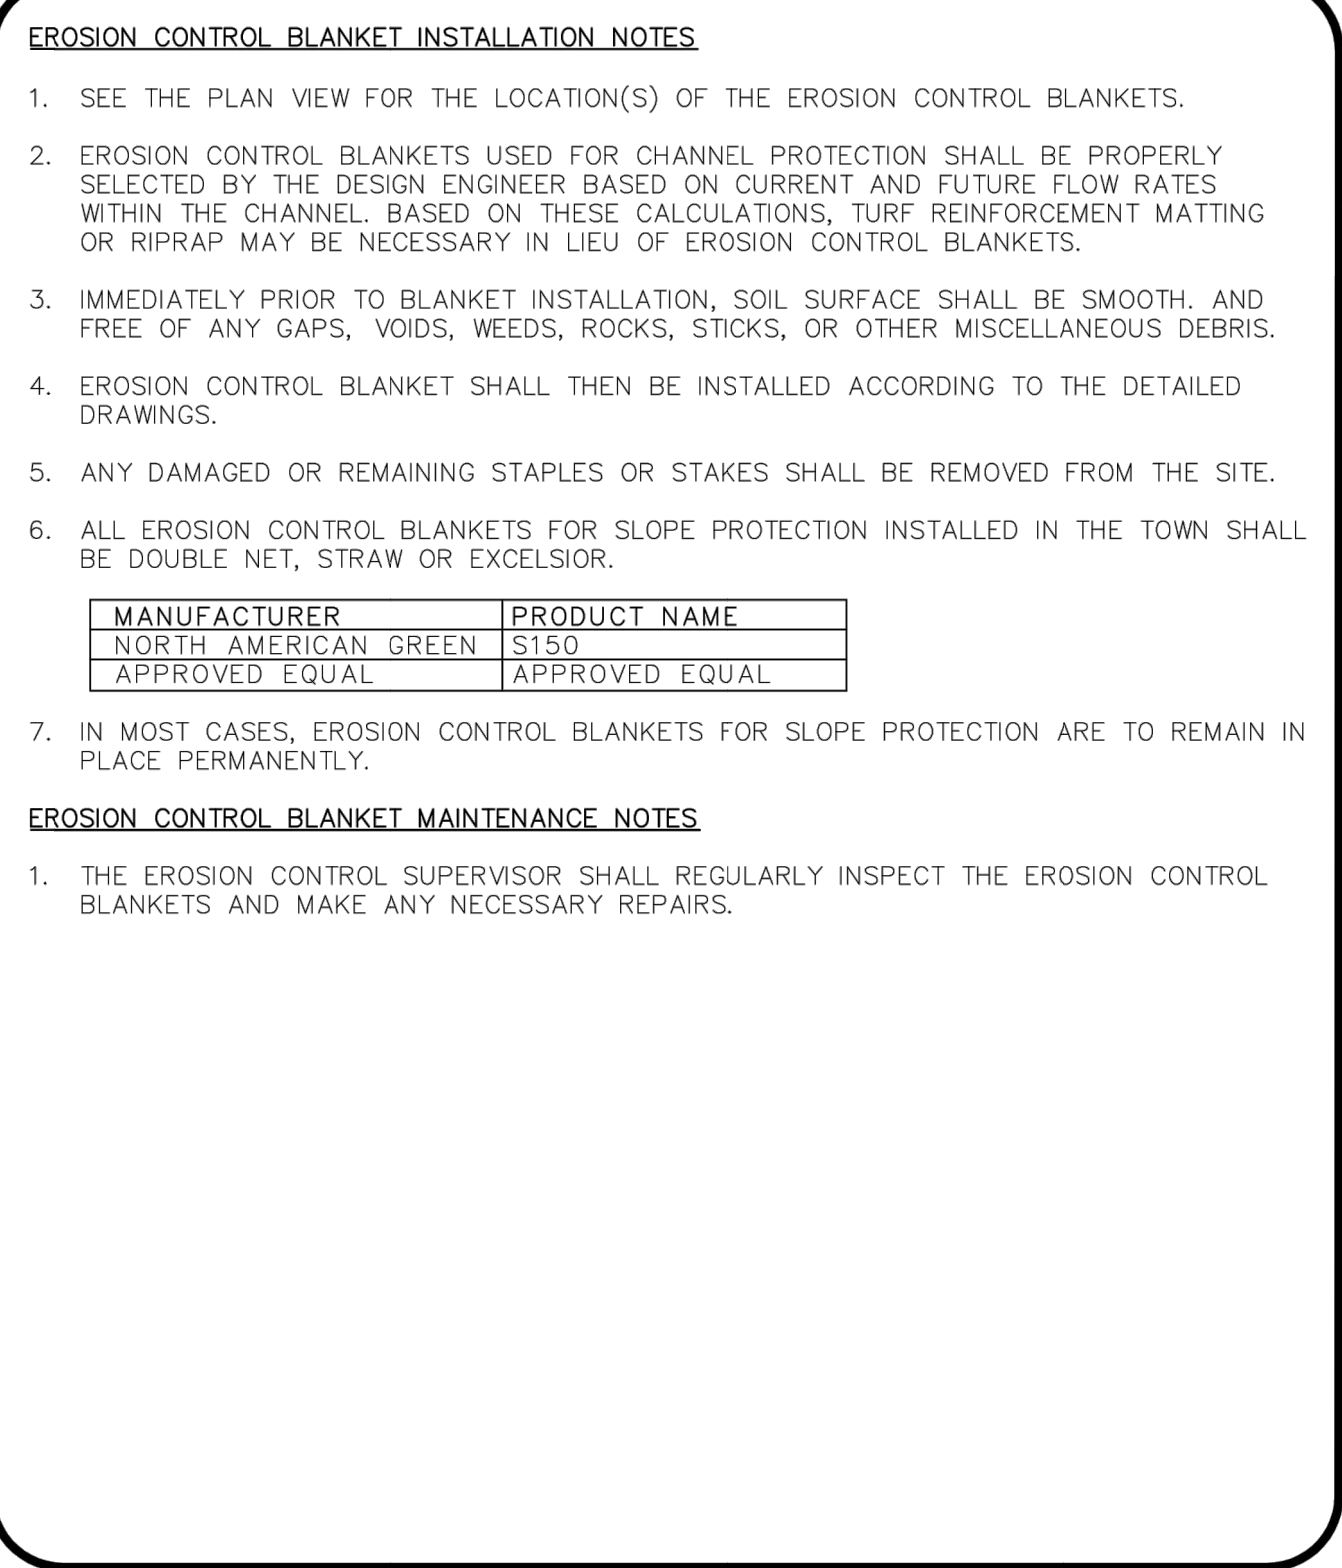 EROSION CONTROL BLANKET INSTALLATION NOTES
1. SEE THE PLAN VIEW FOR THE LOCATION(S) OF THE EROSION CONTROL BLANKETS.
2. EROSION CONTROL BLANKETS USED FOR CHANNEL PROTECTION SHALL BE PROPERLY
SELECTED BY THE DESIGN ENGINEER BASED ON CURRENT AND FUTURE FLOW RATES
WITHIN THE CHANNEL. BASED ON THESE CALCULATIONS, TURF REINFORCEMENT MATTING
OR RIPRAP MAY BE NECESSARY IN LIEU OF EROSION CONTROL BLANKETS.
3. IMMEDIATELY PRIOR TO BLANKET INSTALLATION, SOIL SURFACE SHALL BE SMOOTH. AND
FREE OF ANY GAPS, VOIDS, WEEDS, ROCKS, STICKS, OR OTHER MISCELLANEOUS DEBRIS.
4. EROSION CONTROL BLANKET SHALL THEN BE INSTALLED ACCORDING TO THE DETAILED
DRAWINGS.
5. ANY DAMAGED OR REMAINING STAPLES OR STAKES SHALL BE REMOVED FROM THE SITE.
6. ALL EROSION CONTROL BLANKETS FOR SLOPE PROTECTION INSTALLED IN THE TOWN SHALL
BE DOUBLE NET, STRAW OR EXCELSIOR.
MANUFACTURER PRODUCT NAME
NORTH AMERICAN GREEN S150
APPROVED EQUAL APPROVED EQUAL
7. IN MOST CASES, EROSION CONTROL BLANKETS FOR SLOPE PROTECTION ARE TO REMAIN IN
PLACE PERMANENTLY.
EROSION CONTROL BLANKET MAINTENANCE NOTES
1. THE EROSION CONTROL SUPERVISOR SHALL REGULARLY INSPECT THE EROSION CONTROL
BLANKETS AND MAKE ANY NECESSARY REPAIRS.